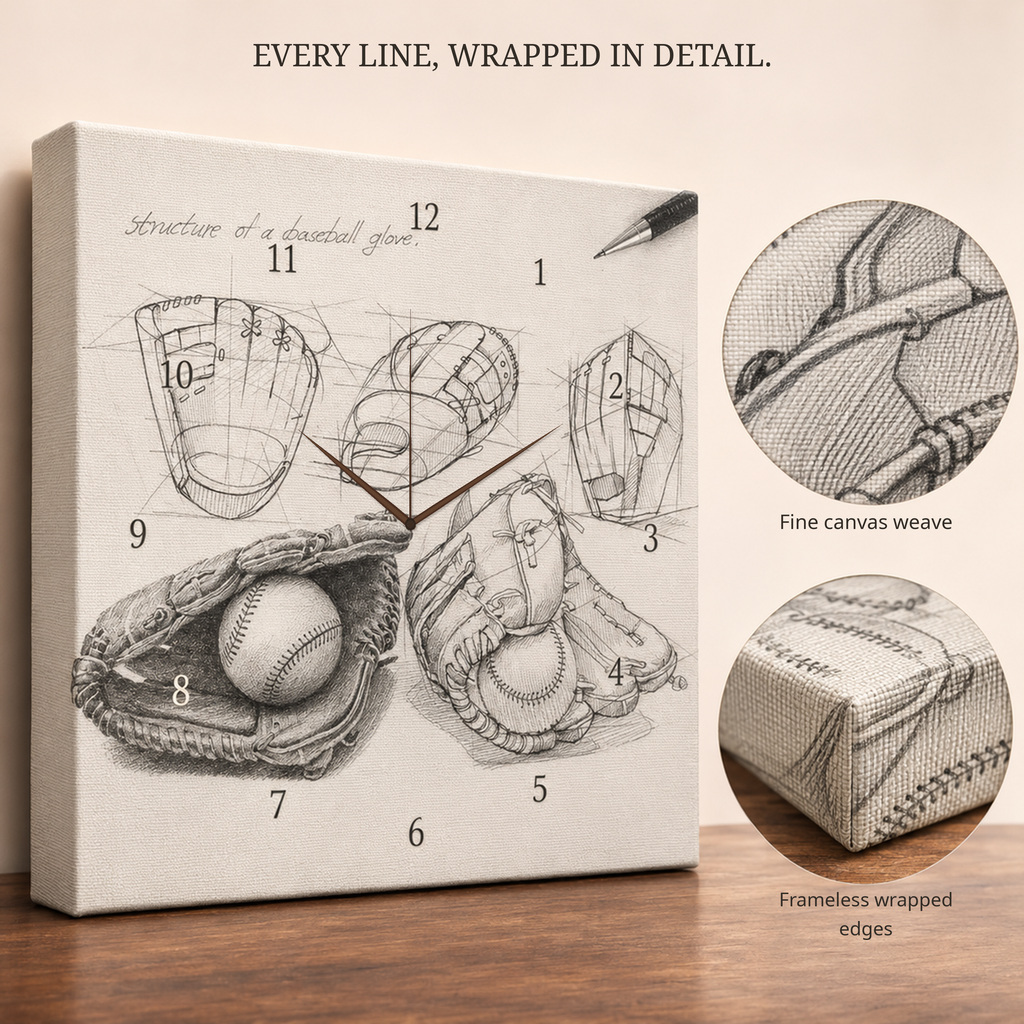 EVERY LINE, WRAPPED IN DETAIL.
structure of a baseball glove.
12
11
1
10
2
9
3
8
4
7
5
6
Fine canvas weave
Frameless wrapped
edges